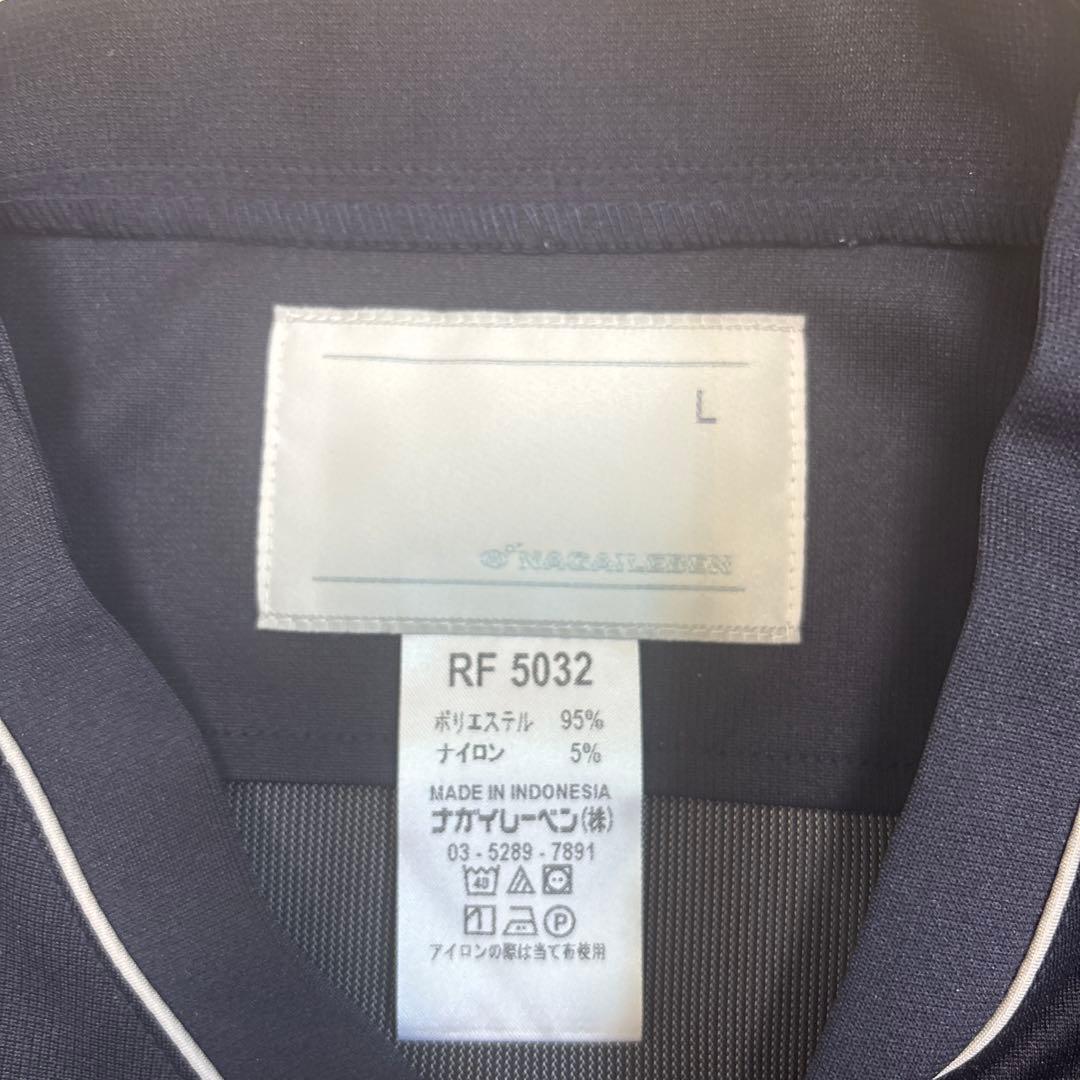 L
NAGAILEBEN
RF 5032
ポリエステル 95%
ナイロン 5%
MADE IN INDONESIA
ナガイレーベン(株)
03-5289-7891
40
P
アイロンの際は当て布使用